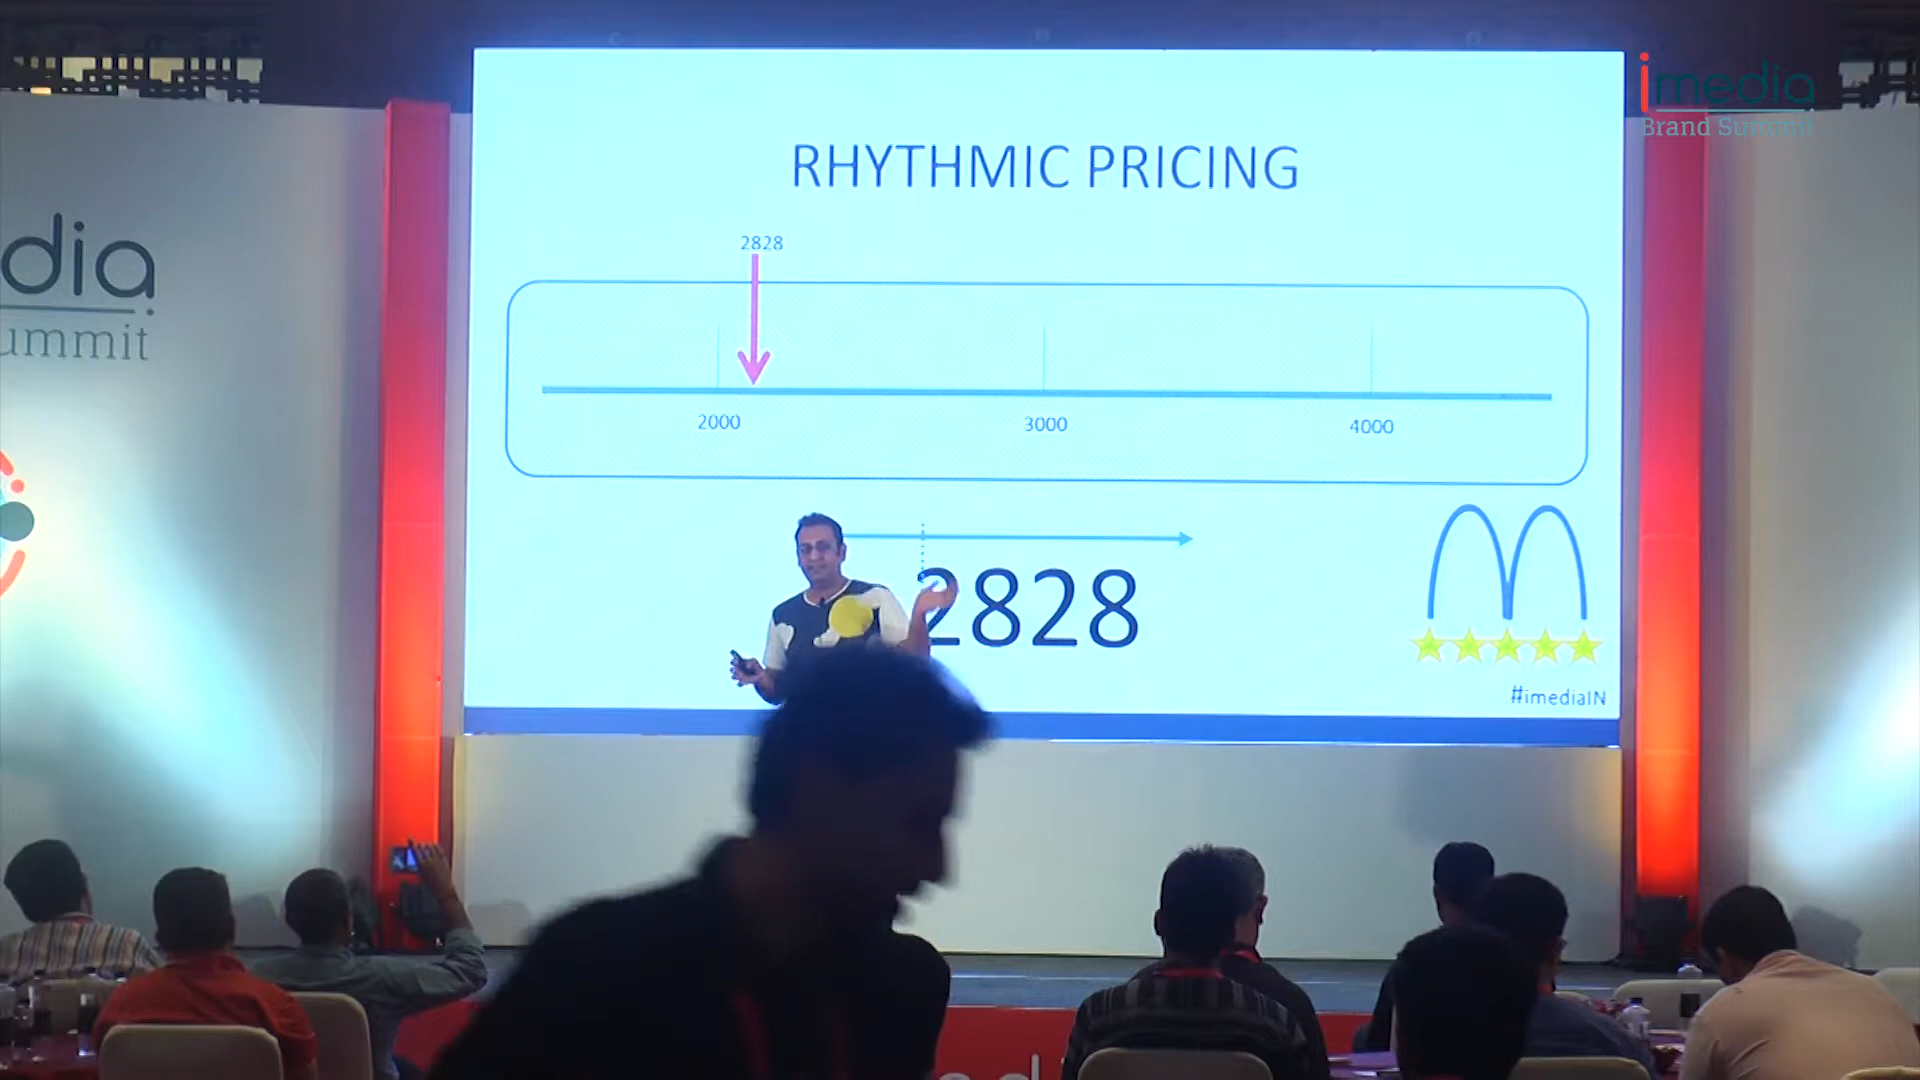 imedia
Brand Summit
RHYTHMIC PRICING
2828
2000 3000 4000
2828
#imediaIN
dia
ummit